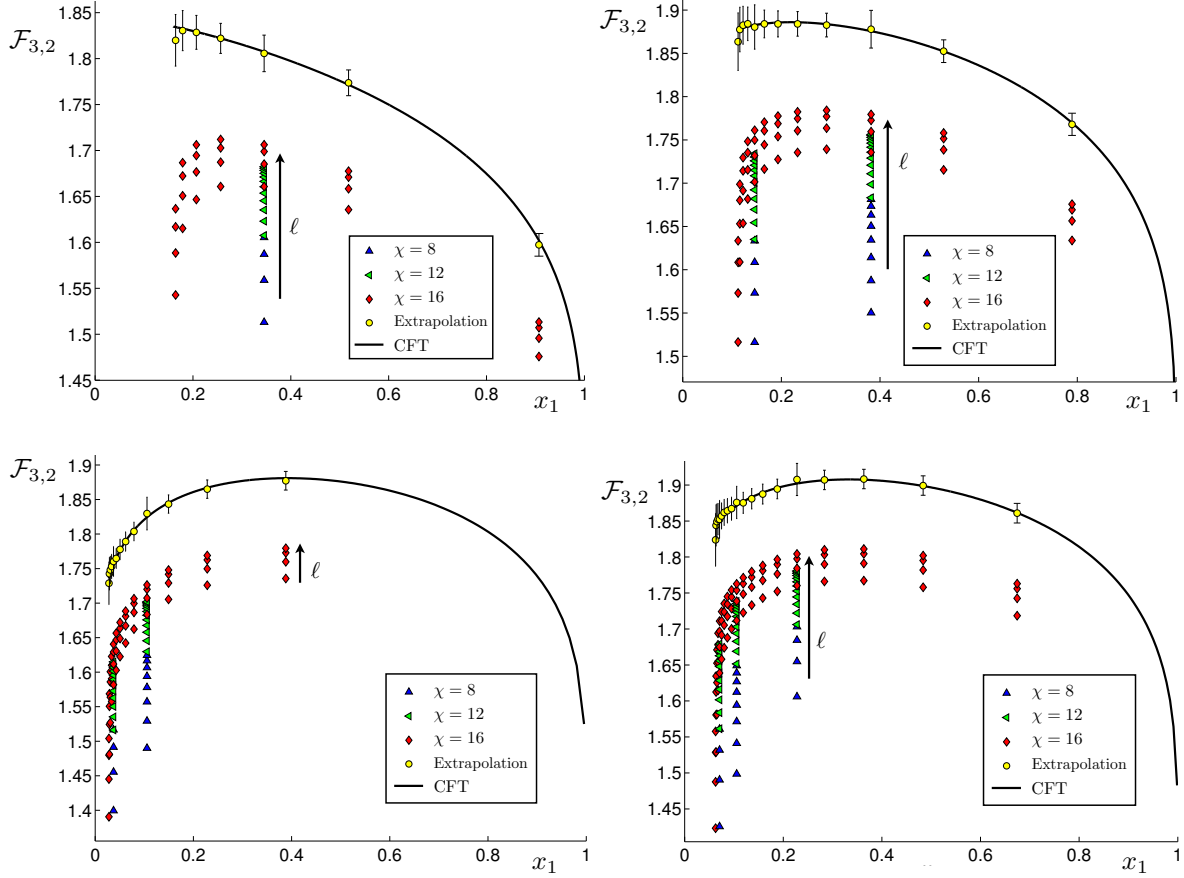 F3,2
1.85
1.8
1.75
1.7
1.65
1.6
1.55
1.5
1.45
0
0.2
0.4
0.6
0.8
1
x1
ℓ
χ = 8
χ = 12
χ = 16
Extrapolation
CFT
F3,2
1.9
1.85
1.8
1.75
1.7
1.65
1.6
1.55
1.5
0
0.2
0.4
0.6
0.8
1
x1
ℓ
χ = 8
χ = 12
χ = 16
Extrapolation
CFT
F3,2
1.9
1.85
1.8
1.75
1.7
1.65
1.6
1.55
1.5
1.45
1.4
0
0.2
0.4
0.6
0.8
1
x1
ℓ
χ = 8
χ = 12
χ = 16
Extrapolation
CFT
F3,2
1.9
1.85
1.8
1.75
1.7
1.65
1.6
1.55
1.5
1.45
0
0.2
0.4
0.6
0.8
1
x1
ℓ
χ = 8
χ = 12
χ = 16
Extrapolation
CFT